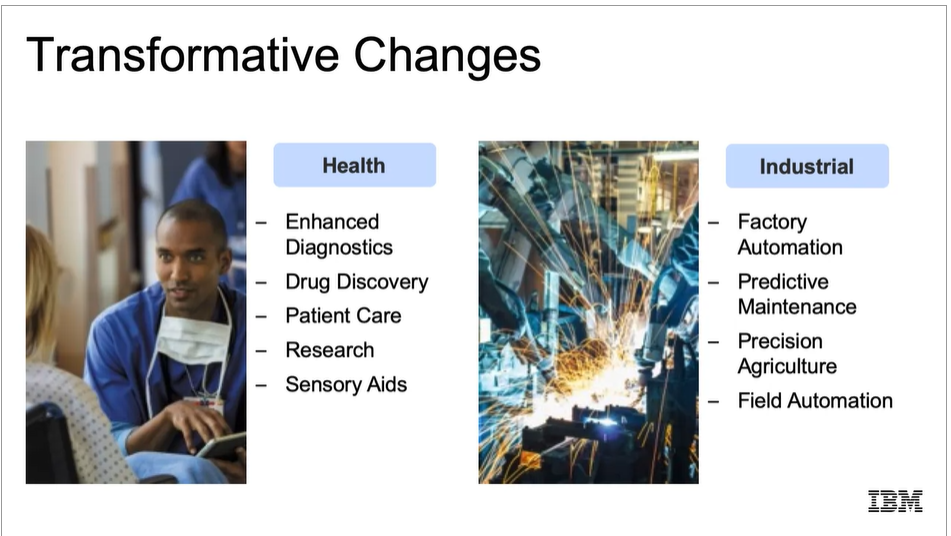 Transformative Changes
Health
– Enhanced
Diagnostics
– Drug Discovery
– Patient Care
– Research
– Sensory Aids
Industrial
– Factory
Automation
– Predictive
Maintenance
– Precision
Agriculture
– Field Automation
IBM